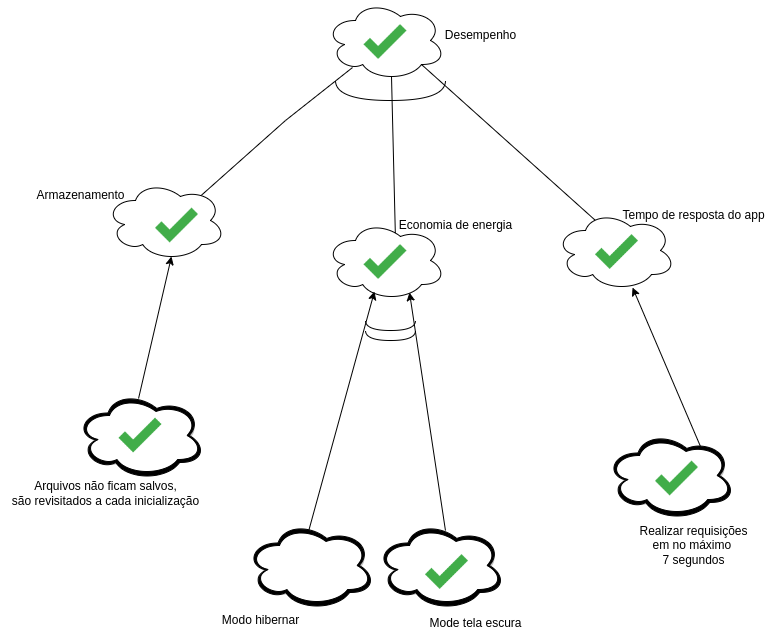 Desempenho
Armazenamento
Economia de energia
Tempo de resposta do app
Arquivos não ficam salvos,
são revisitados a cada inicialização
Realizar requisições
em no máximo
7 segundos
Modo hibernar
Mode tela escura